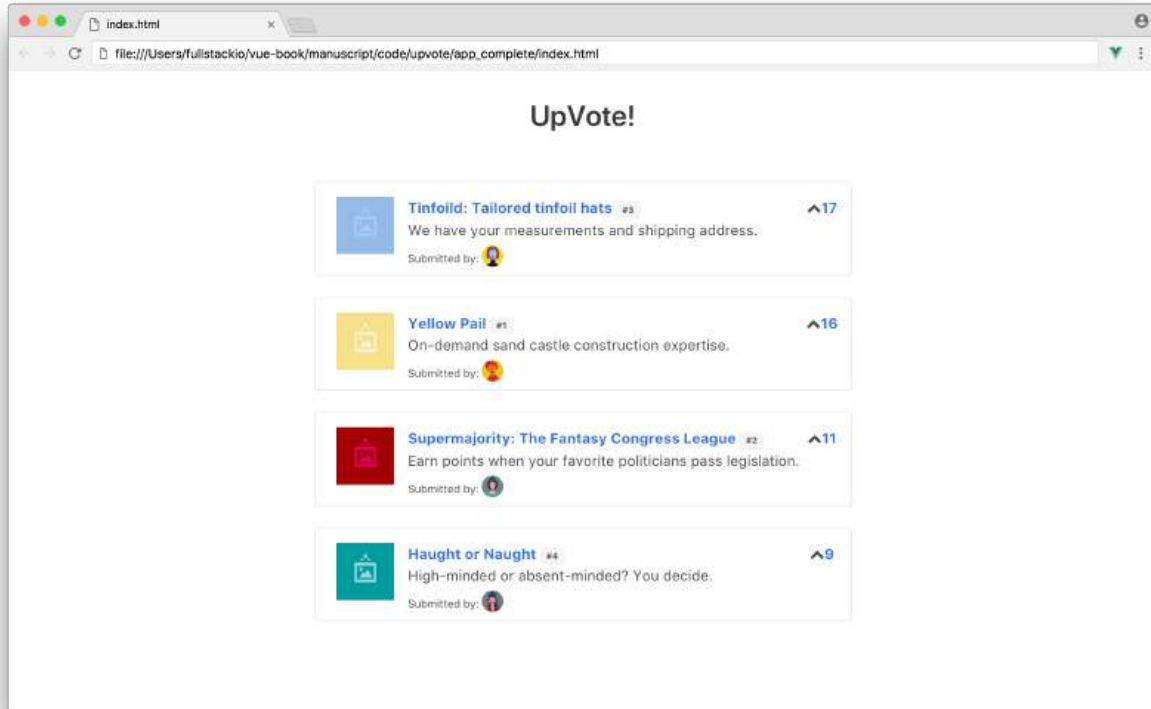 index.html
file:///Users/fullstackio/vue-book/manuscript/code/upvote/app_complete/index.html
UpVote!
Tinfoild: Tailored tinfoil hats #3 17
We have your measurements and shipping address.
Submitted by:
Yellow Pail #1 16
On-demand sand castle construction expertise.
Submitted by:
Supermajority: The Fantasy Congress League #2 11
Earn points when your favorite politicians pass legislation.
Submitted by:
Haught or Naught #4 9
High-minded or absent-minded? You decide.
Submitted by: